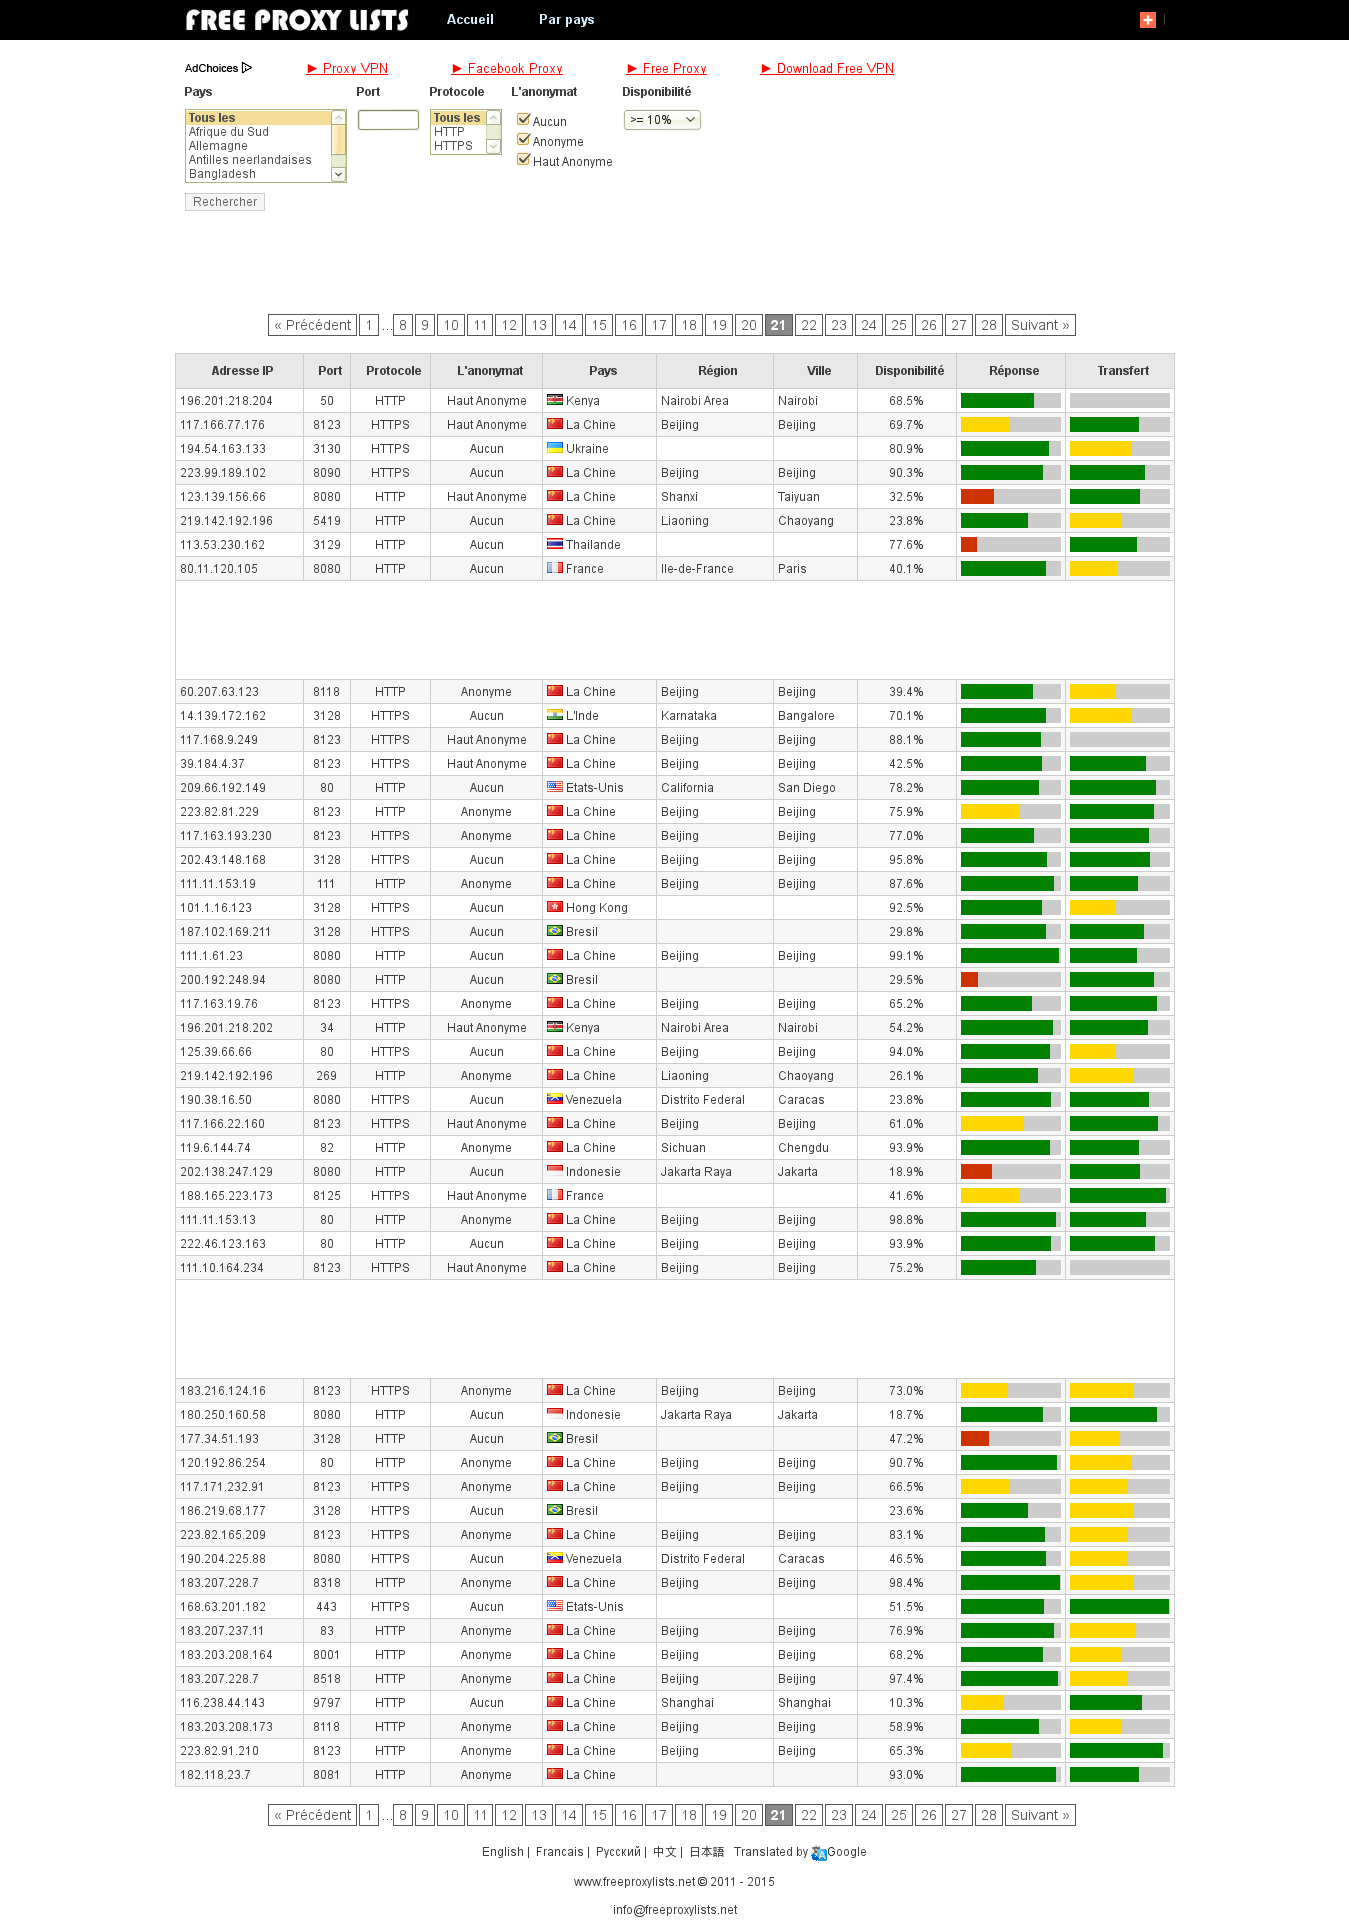 FREE PROXY LISTS Accueil Par pays
AdChoices ► Proxy VPN ► Facebook Proxy ► Free Proxy ► Download Free VPN
Pays Port Protocole L'anonymat Disponibilité
Tous les Tous les Aucun >= 10%
Afrique du Sud HTTP Anonyme
Allemagne HTTPS Haut Anonyme
Antilles neerlandaises
Bangladesh
Rechercher
« Précédent 1 ... 8 9 10 11 12 13 14 15 16 17 18 19 20 21 22 23 24 25 26 27 28 Suivant »
Adresse IP Port Protocole L'anonymat Pays Région Ville Disponibilité Réponse Transfert
196.201.218.204 50 HTTP Haut Anonyme Kenya Nairobi Area Nairobi 68.5%
117.166.77.176 8123 HTTPS Haut Anonyme La Chine Beijing Beijing 69.7%
194.54.163.133 3130 HTTPS Aucun Ukraine 80.9%
223.99.189.102 8090 HTTPS Aucun La Chine Beijing Beijing 90.3%
123.139.156.66 8080 HTTP Haut Anonyme La Chine Shanxi Taiyuan 32.5%
219.142.192.196 5419 HTTP Aucun La Chine Liaoning Chaoyang 23.8%
113.53.230.162 3129 HTTP Aucun Thailande 77.6%
80.11.120.105 8080 HTTP Aucun France Ile-de-France Paris 40.1%
60.207.63.123 8118 HTTP Anonyme La Chine Beijing Beijing 39.4%
14.139.172.162 3128 HTTPS Aucun L'Inde Karnataka Bangalore 70.1%
117.168.9.249 8123 HTTPS Haut Anonyme La Chine Beijing Beijing 88.1%
39.184.4.37 8123 HTTPS Haut Anonyme La Chine Beijing Beijing 42.5%
209.66.192.149 80 HTTP Aucun Etats-Unis California San Diego 78.2%
223.82.81.229 8123 HTTP Anonyme La Chine Beijing Beijing 75.9%
117.163.193.230 8123 HTTPS Anonyme La Chine Beijing Beijing 77.0%
202.43.148.168 3128 HTTPS Aucun La Chine Beijing Beijing 95.8%
111.11.153.19 111 HTTP Anonyme La Chine Beijing Beijing 87.6%
101.1.16.123 3128 HTTPS Aucun Hong Kong 92.5%
187.102.169.211 3128 HTTPS Aucun Bresil 29.8%
111.1.61.23 8080 HTTP Aucun La Chine Beijing Beijing 99.1%
200.192.248.94 8080 HTTP Aucun Bresil 29.5%
117.163.19.76 8123 HTTPS Anonyme La Chine Beijing Beijing 65.2%
196.201.218.202 34 HTTP Haut Anonyme Kenya Nairobi Area Nairobi 54.2%
125.39.66.66 80 HTTPS Aucun La Chine Beijing Beijing 94.0%
219.142.192.196 269 HTTP Anonyme La Chine Liaoning Chaoyang 26.1%
190.38.16.50 8080 HTTPS Aucun Venezuela Distrito Federal Caracas 23.8%
117.166.22.160 8123 HTTPS Haut Anonyme La Chine Beijing Beijing 61.0%
119.6.144.74 82 HTTP Anonyme La Chine Sichuan Chengdu 93.9%
202.138.247.129 8080 HTTP Aucun Indonesie Jakarta Raya Jakarta 18.9%
188.165.223.173 8125 HTTPS Haut Anonyme France 41.6%
111.11.153.13 80 HTTP Anonyme La Chine Beijing Beijing 98.8%
222.46.123.163 80 HTTP Aucun La Chine Beijing Beijing 93.9%
111.10.164.234 8123 HTTPS Haut Anonyme La Chine Beijing Beijing 75.2%
183.216.124.16 8123 HTTPS Anonyme La Chine Beijing Beijing 73.0%
180.250.160.58 8080 HTTP Aucun Indonesie Jakarta Raya Jakarta 18.7%
177.34.51.193 3128 HTTP Aucun Bresil 47.2%
120.192.86.254 80 HTTP Anonyme La Chine Beijing Beijing 90.7%
117.171.232.91 8123 HTTPS Anonyme La Chine Beijing Beijing 66.5%
186.219.68.177 3128 HTTPS Aucun Bresil 23.6%
223.82.165.209 8123 HTTPS Anonyme La Chine Beijing Beijing 83.1%
190.204.225.88 8080 HTTPS Aucun Venezuela Distrito Federal Caracas 46.5%
183.207.228.7 8318 HTTP Anonyme La Chine Beijing Beijing 98.4%
168.63.201.182 443 HTTPS Aucun Etats-Unis 51.5%
183.207.237.11 83 HTTP Anonyme La Chine Beijing Beijing 76.9%
183.203.208.164 8001 HTTP Anonyme La Chine Beijing Beijing 68.2%
183.207.228.7 8518 HTTP Anonyme La Chine Beijing Beijing 97.4%
116.238.44.143 9797 HTTP Aucun La Chine Shanghai Shanghai 10.3%
183.203.208.173 8118 HTTP Anonyme La Chine Beijing Beijing 58.9%
223.82.91.210 8123 HTTP Anonyme La Chine Beijing Beijing 65.3%
182.118.23.7 8081 HTTP Anonyme La Chine 93.0%
« Précédent 1 ... 8 9 10 11 12 13 14 15 16 17 18 19 20 21 22 23 24 25 26 27 28 Suivant »
English | Francais | Русский | 中文 | 日本語 Translated by Google
www.freeproxylists.net © 2011 - 2015
info@freeproxylists.net